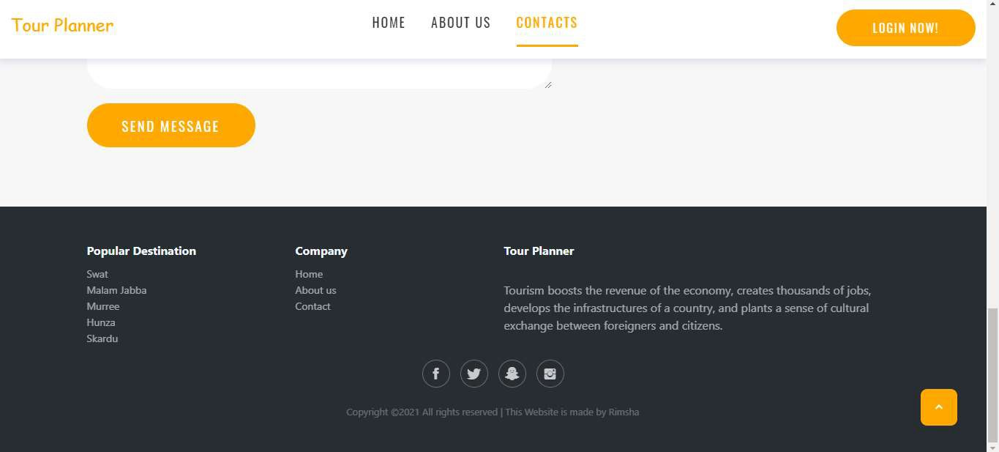 Tour Planner
HOME
ABOUT US
CONTACTS
LOGIN NOW!
SEND MESSAGE
Popular Destination
Swat
Malam Jabba
Murree
Hunza
Skardu
Company
Home
About us
Contact
Tour Planner
Tourism boosts the revenue of the economy, creates thousands of jobs,
develops the infrastructures of a country, and plants a sense of cultural
exchange between foreigners and citizens.
Copyright ©2021 All rights reserved | This Website is made by Rimsha